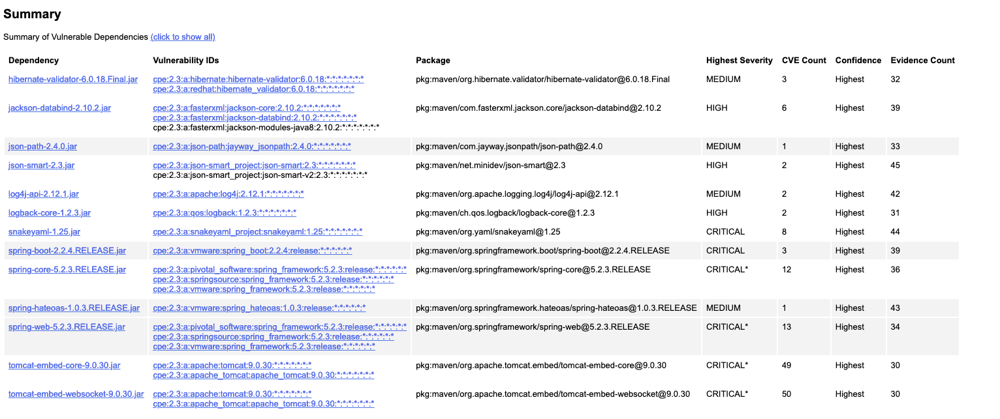 Summary
Summary of Vulnerable Dependencies (click to show all)
Dependency Vulnerability IDs Package Highest Severity CVE Count Confidence Evidence Count
hibernate-validator-6.0.18.Final.jar cpe:2.3:a:hibernate:hibernate-validator:6.0.18:*:*:*:*:*:*:* pkg:maven/org.hibernate.validator/hibernate-validator@6.0.18.Final MEDIUM 3 Highest 32
cpe:2.3:a:redhat:hibernate_validator:6.0.18:*:*:*:*:*:*:*
jackson-databind-2.10.2.jar cpe:2.3:a:fasterxml:jackson-core:2.10.2:*:*:*:*:*:*:* pkg:maven/com.fasterxml.jackson.core/jackson-databind@2.10.2 HIGH 6 Highest 39
cpe:2.3:a:fasterxml:jackson-databind:2.10.2:*:*:*:*:*:*:*
cpe:2.3:a:fasterxml:jackson-modules-java8:2.10.2:*:*:*:*:*:*:*
json-path-2.4.0.jar cpe:2.3:a:json-path:jayway_jsonpath:2.4.0:*:*:*:*:*:*:* pkg:maven/com.jayway.jsonpath/json-path@2.4.0 MEDIUM 1 Highest 33
json-smart-2.3.jar cpe:2.3:a:json-smart_project:json-smart:2.3:*:*:*:*:*:*:* pkg:maven/net.minidev/json-smart@2.3 HIGH 2 Highest 45
cpe:2.3:a:json-smart_project:json-smart-v2:2.3:*:*:*:*:*:*:*
log4j-api-2.12.1.jar cpe:2.3:a:apache:log4j:2.12.1:*:*:*:*:*:*:* pkg:maven/org.apache.logging.log4j/log4j-api@2.12.1 MEDIUM 2 Highest 42
logback-core-1.2.3.jar cpe:2.3:a:qos:logback:1.2.3:*:*:*:*:*:*:* pkg:maven/ch.qos.logback/logback-core@1.2.3 HIGH 2 Highest 31
snakeyaml-1.25.jar cpe:2.3:a:snakeyaml_project:snakeyaml:1.25:*:*:*:*:*:*:* pkg:maven/org.yaml/snakeyaml@1.25 CRITICAL 8 Highest 44
spring-boot-2.2.4.RELEASE.jar cpe:2.3:a:vmware:spring_boot:2.2.4:release:*:*:*:*:*:* pkg:maven/org.springframework.boot/spring-boot@2.2.4.RELEASE CRITICAL 3 Highest 39
spring-core-5.2.3.RELEASE.jar cpe:2.3:a:pivotal_software:spring_framework:5.2.3:release:*:*:*:*:*:* pkg:maven/org.springframework/spring-core@5.2.3.RELEASE CRITICAL* 12 Highest 36
cpe:2.3:a:springsource:spring_framework:5.2.3:release:*:*:*:*:*:*
cpe:2.3:a:vmware:spring_framework:5.2.3:release:*:*:*:*:*:*
spring-hateoas-1.0.3.RELEASE.jar cpe:2.3:a:vmware:spring_hateoas:1.0.3:release:*:*:*:*:*:* pkg:maven/org.springframework.hateoas/spring-hateoas@1.0.3.RELEASE MEDIUM 1 Highest 43
spring-web-5.2.3.RELEASE.jar cpe:2.3:a:pivotal_software:spring_framework:5.2.3:release:*:*:*:*:*:* pkg:maven/org.springframework/spring-web@5.2.3.RELEASE CRITICAL* 13 Highest 34
cpe:2.3:a:springsource:spring_framework:5.2.3:release:*:*:*:*:*:*
cpe:2.3:a:vmware:spring_framework:5.2.3:release:*:*:*:*:*:*
tomcat-embed-core-9.0.30.jar cpe:2.3:a:apache:tomcat:9.0.30:*:*:*:*:*:*:* pkg:maven/org.apache.tomcat.embed/tomcat-embed-core@9.0.30 CRITICAL* 49 Highest 30
cpe:2.3:a:apache_tomcat:apache_tomcat:9.0.30:*:*:*:*:*:*:*
tomcat-embed-websocket-9.0.30.jar cpe:2.3:a:apache:tomcat:9.0.30:*:*:*:*:*:*:* pkg:maven/org.apache.tomcat.embed/tomcat-embed-websocket@9.0.30 CRITICAL* 50 Highest 30
cpe:2.3:a:apache_tomcat:apache_tomcat:9.0.30:*:*:*:*:*:*:*